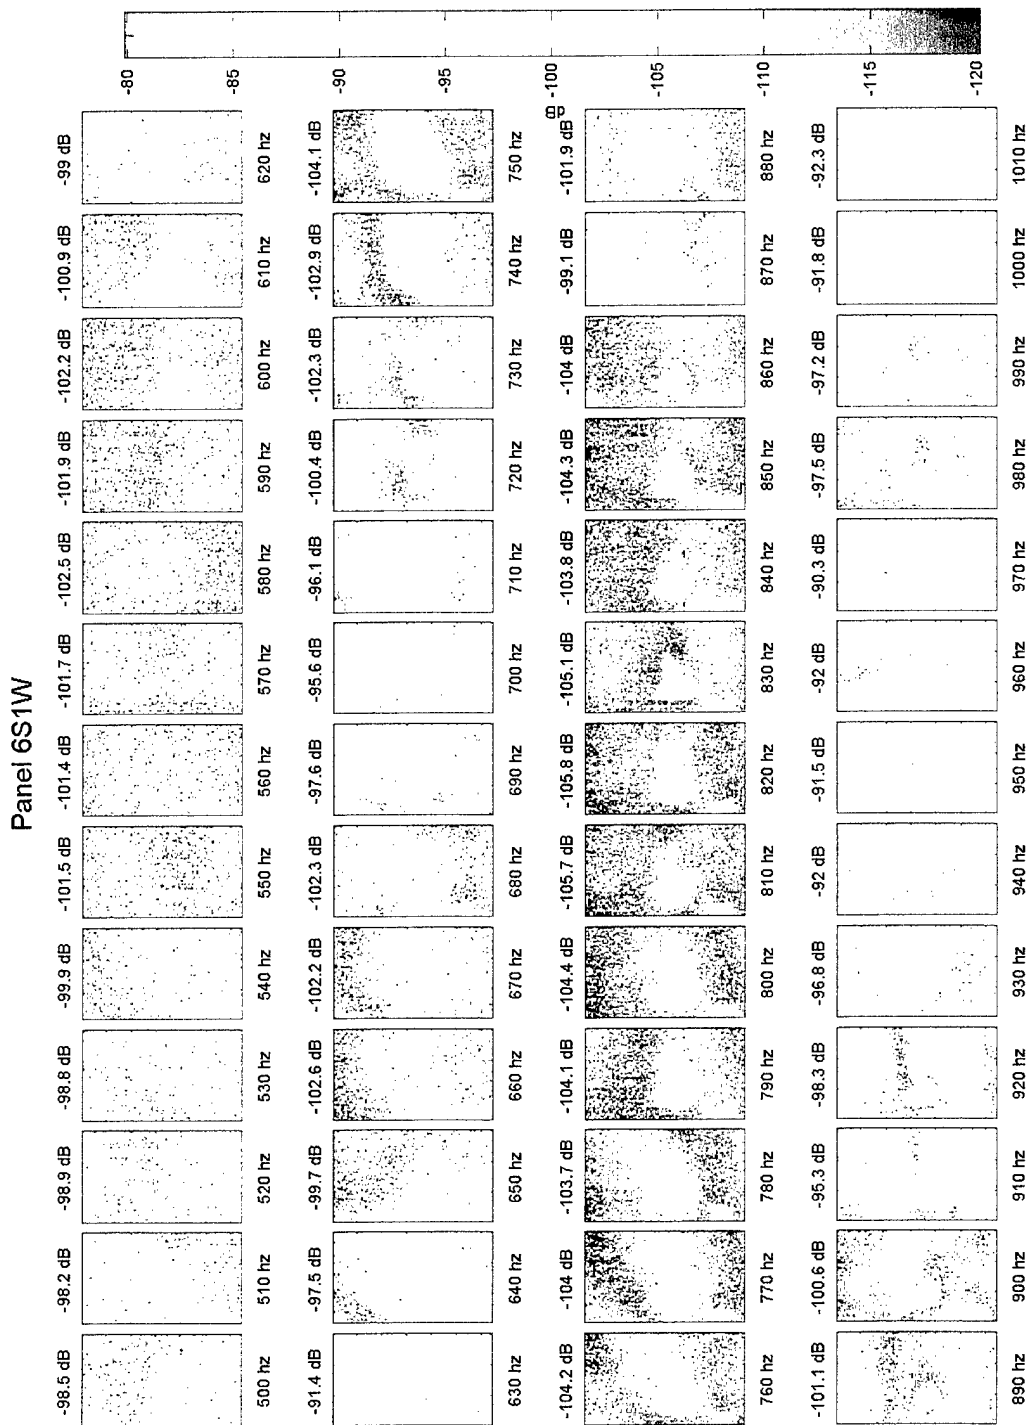 Panel 6S1W
-98.5 dB -98.2 dB -98.9 dB -98.8 dB -99.9 dB -101.5 dB -101.4 dB -101.7 dB -102.5 dB -101.9 dB -102.2 dB -100.9 dB -99 dB
500 hz 510 hz 520 hz 530 hz 540 hz 550 hz 560 hz 570 hz 580 hz 590 hz 600 hz 610 hz 620 hz
-91.4 dB -97.5 dB -99.7 dB -102.6 dB -102.2 dB -102.3 dB -97.6 dB -95.6 dB -96.1 dB -100.4 dB -102.3 dB -102.9 dB -104.1 dB
630 hz 640 hz 650 hz 660 hz 670 hz 680 hz 690 hz 700 hz 710 hz 720 hz 730 hz 740 hz 750 hz
-104.2 dB -104 dB -103.7 dB -104.1 dB -104.4 dB -105.7 dB -105.8 dB -105.1 dB -103.8 dB -104.3 dB -104 dB -99.1 dB -101.9 dB
760 hz 770 hz 780 hz 790 hz 800 hz 810 hz 820 hz 830 hz 840 hz 850 hz 860 hz 870 hz 880 hz
-101.1 dB -100.6 dB -95.3 dB -98.3 dB -96.8 dB -92 dB -91.5 dB -92 dB -90.3 dB -97.5 dB -97.2 dB -91.8 dB -92.3 dB
890 hz 900 hz 910 hz 920 hz 930 hz 940 hz 950 hz 960 hz 970 hz 980 hz 990 hz 1000 hz 1010 hz
-80
-85
-90
-95
-100
dB
-105
-110
-115
-120